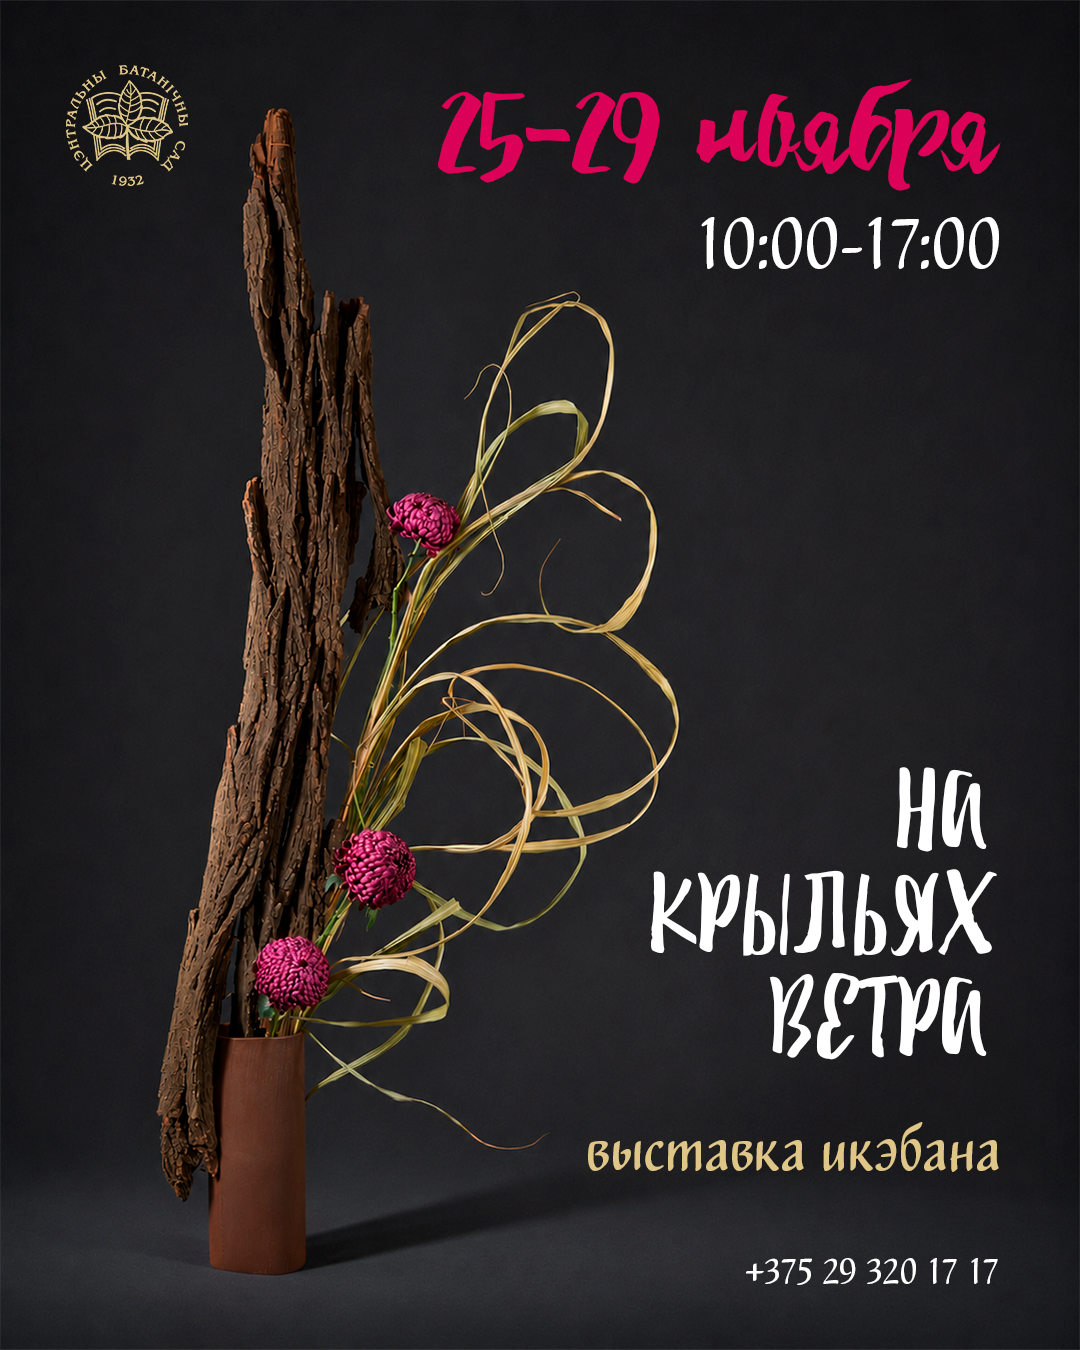 ЦЭНТРАЛЬНЫ БАТАНІЧНЫ САД
1932
25-29 ноября
10:00-17:00
НА
КРЫЛЬЯХ
ВЕТРА
выставка икэбана
+375 29 320 17 17